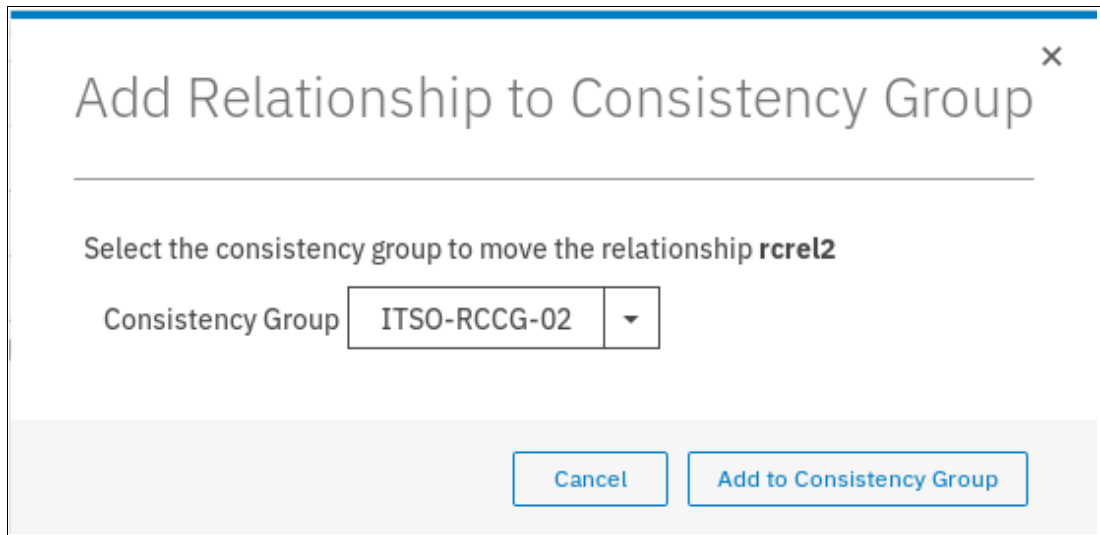 Add Relationship to Consistency Group
Select the consistency group to move the relationship rcrel2
Consistency Group ITSO-RCCG-02
Cancel Add to Consistency Group